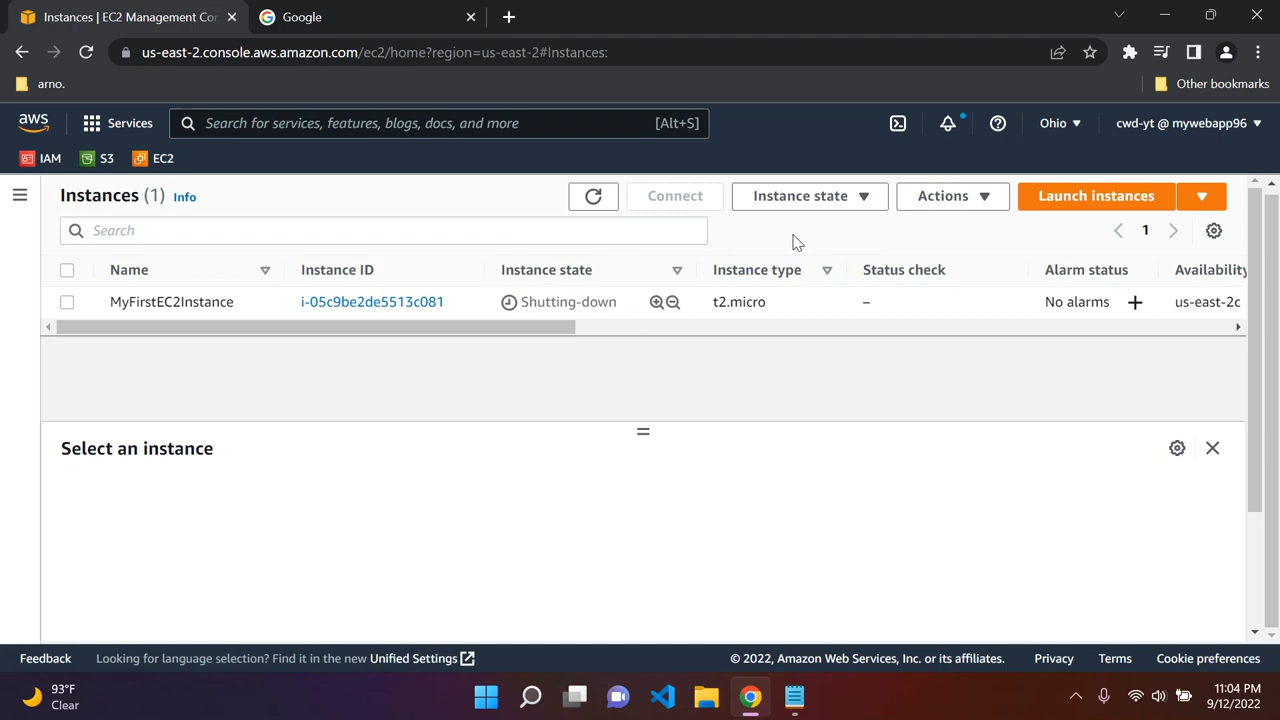 Instances | EC2 Management Cor
Google
us-east-2.console.aws.amazon.com/ec2/home?region=us-east-2#Instances:
arno.
Other bookmarks
aws
Services
Search for services, features, blogs, docs, and more
[Alt+S]
Ohio
cwd-yt @ mywebapp96
IAM
S3
EC2
Instances (1)
Info
Connect
Instance state
Actions
Launch instances
Search
1
Name
Instance ID
Instance state
Instance type
Status check
Alarm status
Availability
MyFirstEC2Instance
i-05c9be2de5513c081
Shutting-down
t2.micro
–
No alarms
us-east-2c
Select an instance
Feedback
Looking for language selection? Find it in the new Unified Settings
© 2022, Amazon Web Services, Inc. or its affiliates.
Privacy
Terms
Cookie preferences
93°F
Clear
11:04 PM
9/12/2022